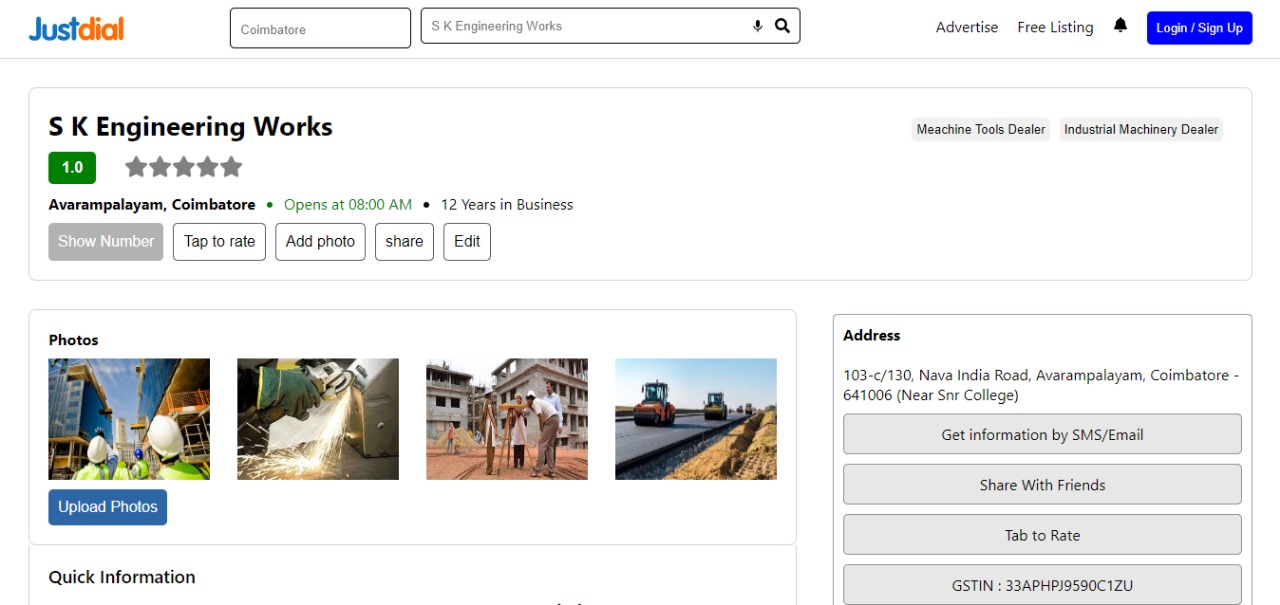 Justdial
Coimbatore
S K Engineering Works
Advertise
Free Listing
Login / Sign Up
S K Engineering Works
Meachine Tools Dealer
Industrial Machinery Dealer
1.0
Avarampalayam, Coimbatore • Opens at 08:00 AM • 12 Years in Business
Show Number
Tap to rate
Add photo
share
Edit
Photos
Upload Photos
Quick Information
Address
103-c/130, Nava India Road, Avarampalayam, Coimbatore -
641006 (Near Snr College)
Get information by SMS/Email
Share With Friends
Tab to Rate
GSTIN : 33APHPJ9590C1ZU